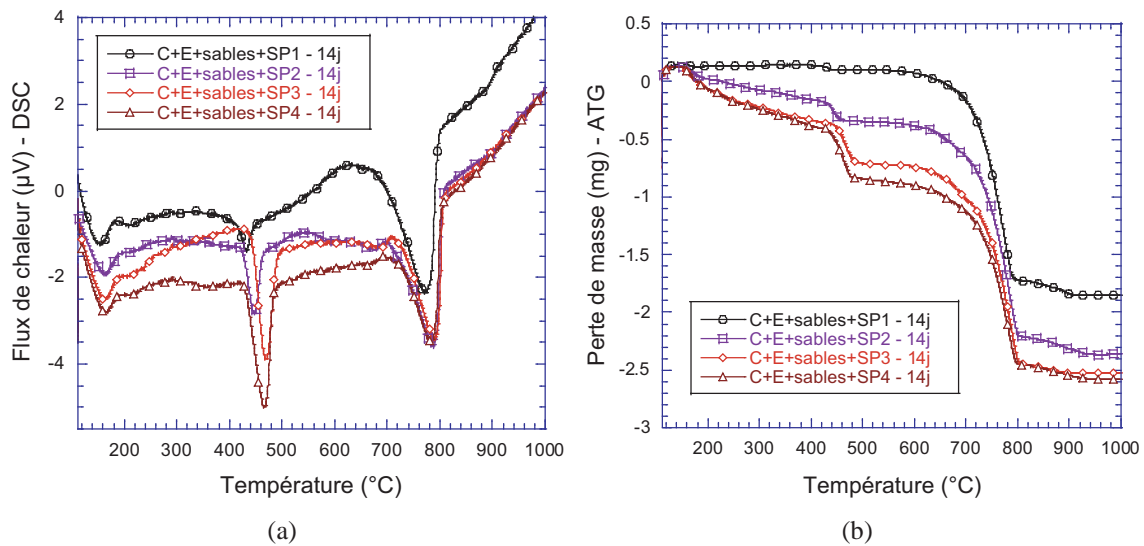 4
2
0
-2
-4
Flux de chaleur (µV) - DSC
C+E+sables+SP1 - 14j
C+E+sables+SP2 - 14j
C+E+sables+SP3 - 14j
C+E+sables+SP4 - 14j
200 300 400 500 600 700 800 900 1000
Température (°C)
(a)
0.5
0
-0.5
-1
-1.5
-2
-2.5
-3
Perte de masse (mg) - ATG
C+E+sables+SP1 - 14j
C+E+sables+SP2 - 14j
C+E+sables+SP3 - 14j
C+E+sables+SP4 - 14j
200 300 400 500 600 700 800 900 1000
Température (°C)
(b)